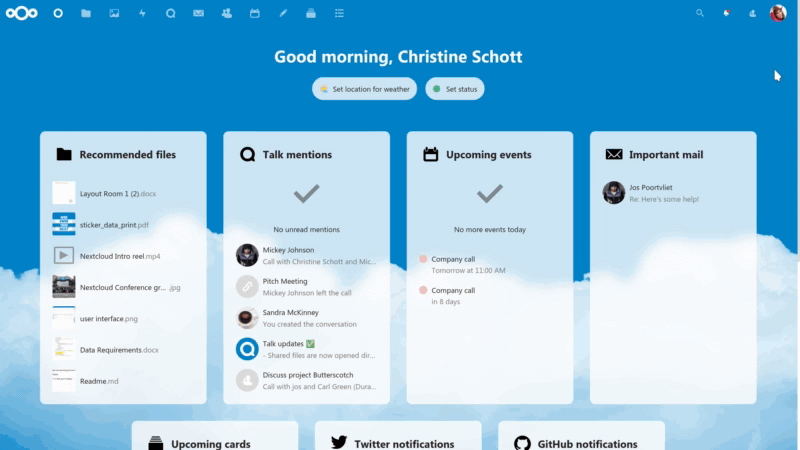 Good morning, Christine Schott
Set location for weather
Set status
Recommended files
Layout Room 1 (2).docx
sticker_data_print.pdf
Nextcloud Intro reel.mp4
Nextcloud Conference gr... .jpg
user interface.png
Data Requirements.docx
Readme.md
Talk mentions
No unread mentions
Mickey Johnson
Call with Christine Schott and Mic...
Pitch Meeting
Mickey Johnson left the call
Sandra McKinney
You created the conversation
Talk updates ✅
- Shared files are now opened dir...
Discuss project Butterscotch
Call with jos and Carl Green (Dura...
Upcoming events
No more events today
Company call
Tomorrow at 11:00 AM
Company call
in 8 days
Important mail
Jos Poortvliet
Re: Here's some help!
Upcoming cards
Twitter notifications
GitHub notifications